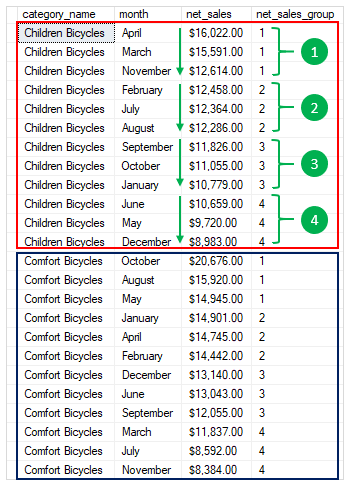 category_name month net_sales net_sales_group
Children Bicycles April $16,022.00 1
Children Bicycles March $15,591.00 1 1
Children Bicycles November $12,614.00 1
Children Bicycles February $12,458.00 2
Children Bicycles July $12,364.00 2 2
Children Bicycles August $12,286.00 2
Children Bicycles September $11,826.00 3
Children Bicycles October $11,055.00 3 3
Children Bicycles January $10,779.00 3
Children Bicycles June $10,659.00 4
Children Bicycles May $9,720.00 4 4
Children Bicycles December $8,983.00 4
Comfort Bicycles October $20,676.00 1
Comfort Bicycles August $15,920.00 1
Comfort Bicycles May $14,945.00 1
Comfort Bicycles January $14,901.00 2
Comfort Bicycles April $14,745.00 2
Comfort Bicycles February $14,442.00 2
Comfort Bicycles December $13,140.00 3
Comfort Bicycles June $13,043.00 3
Comfort Bicycles September $12,055.00 3
Comfort Bicycles March $11,837.00 4
Comfort Bicycles July $8,592.00 4
Comfort Bicycles November $8,384.00 4